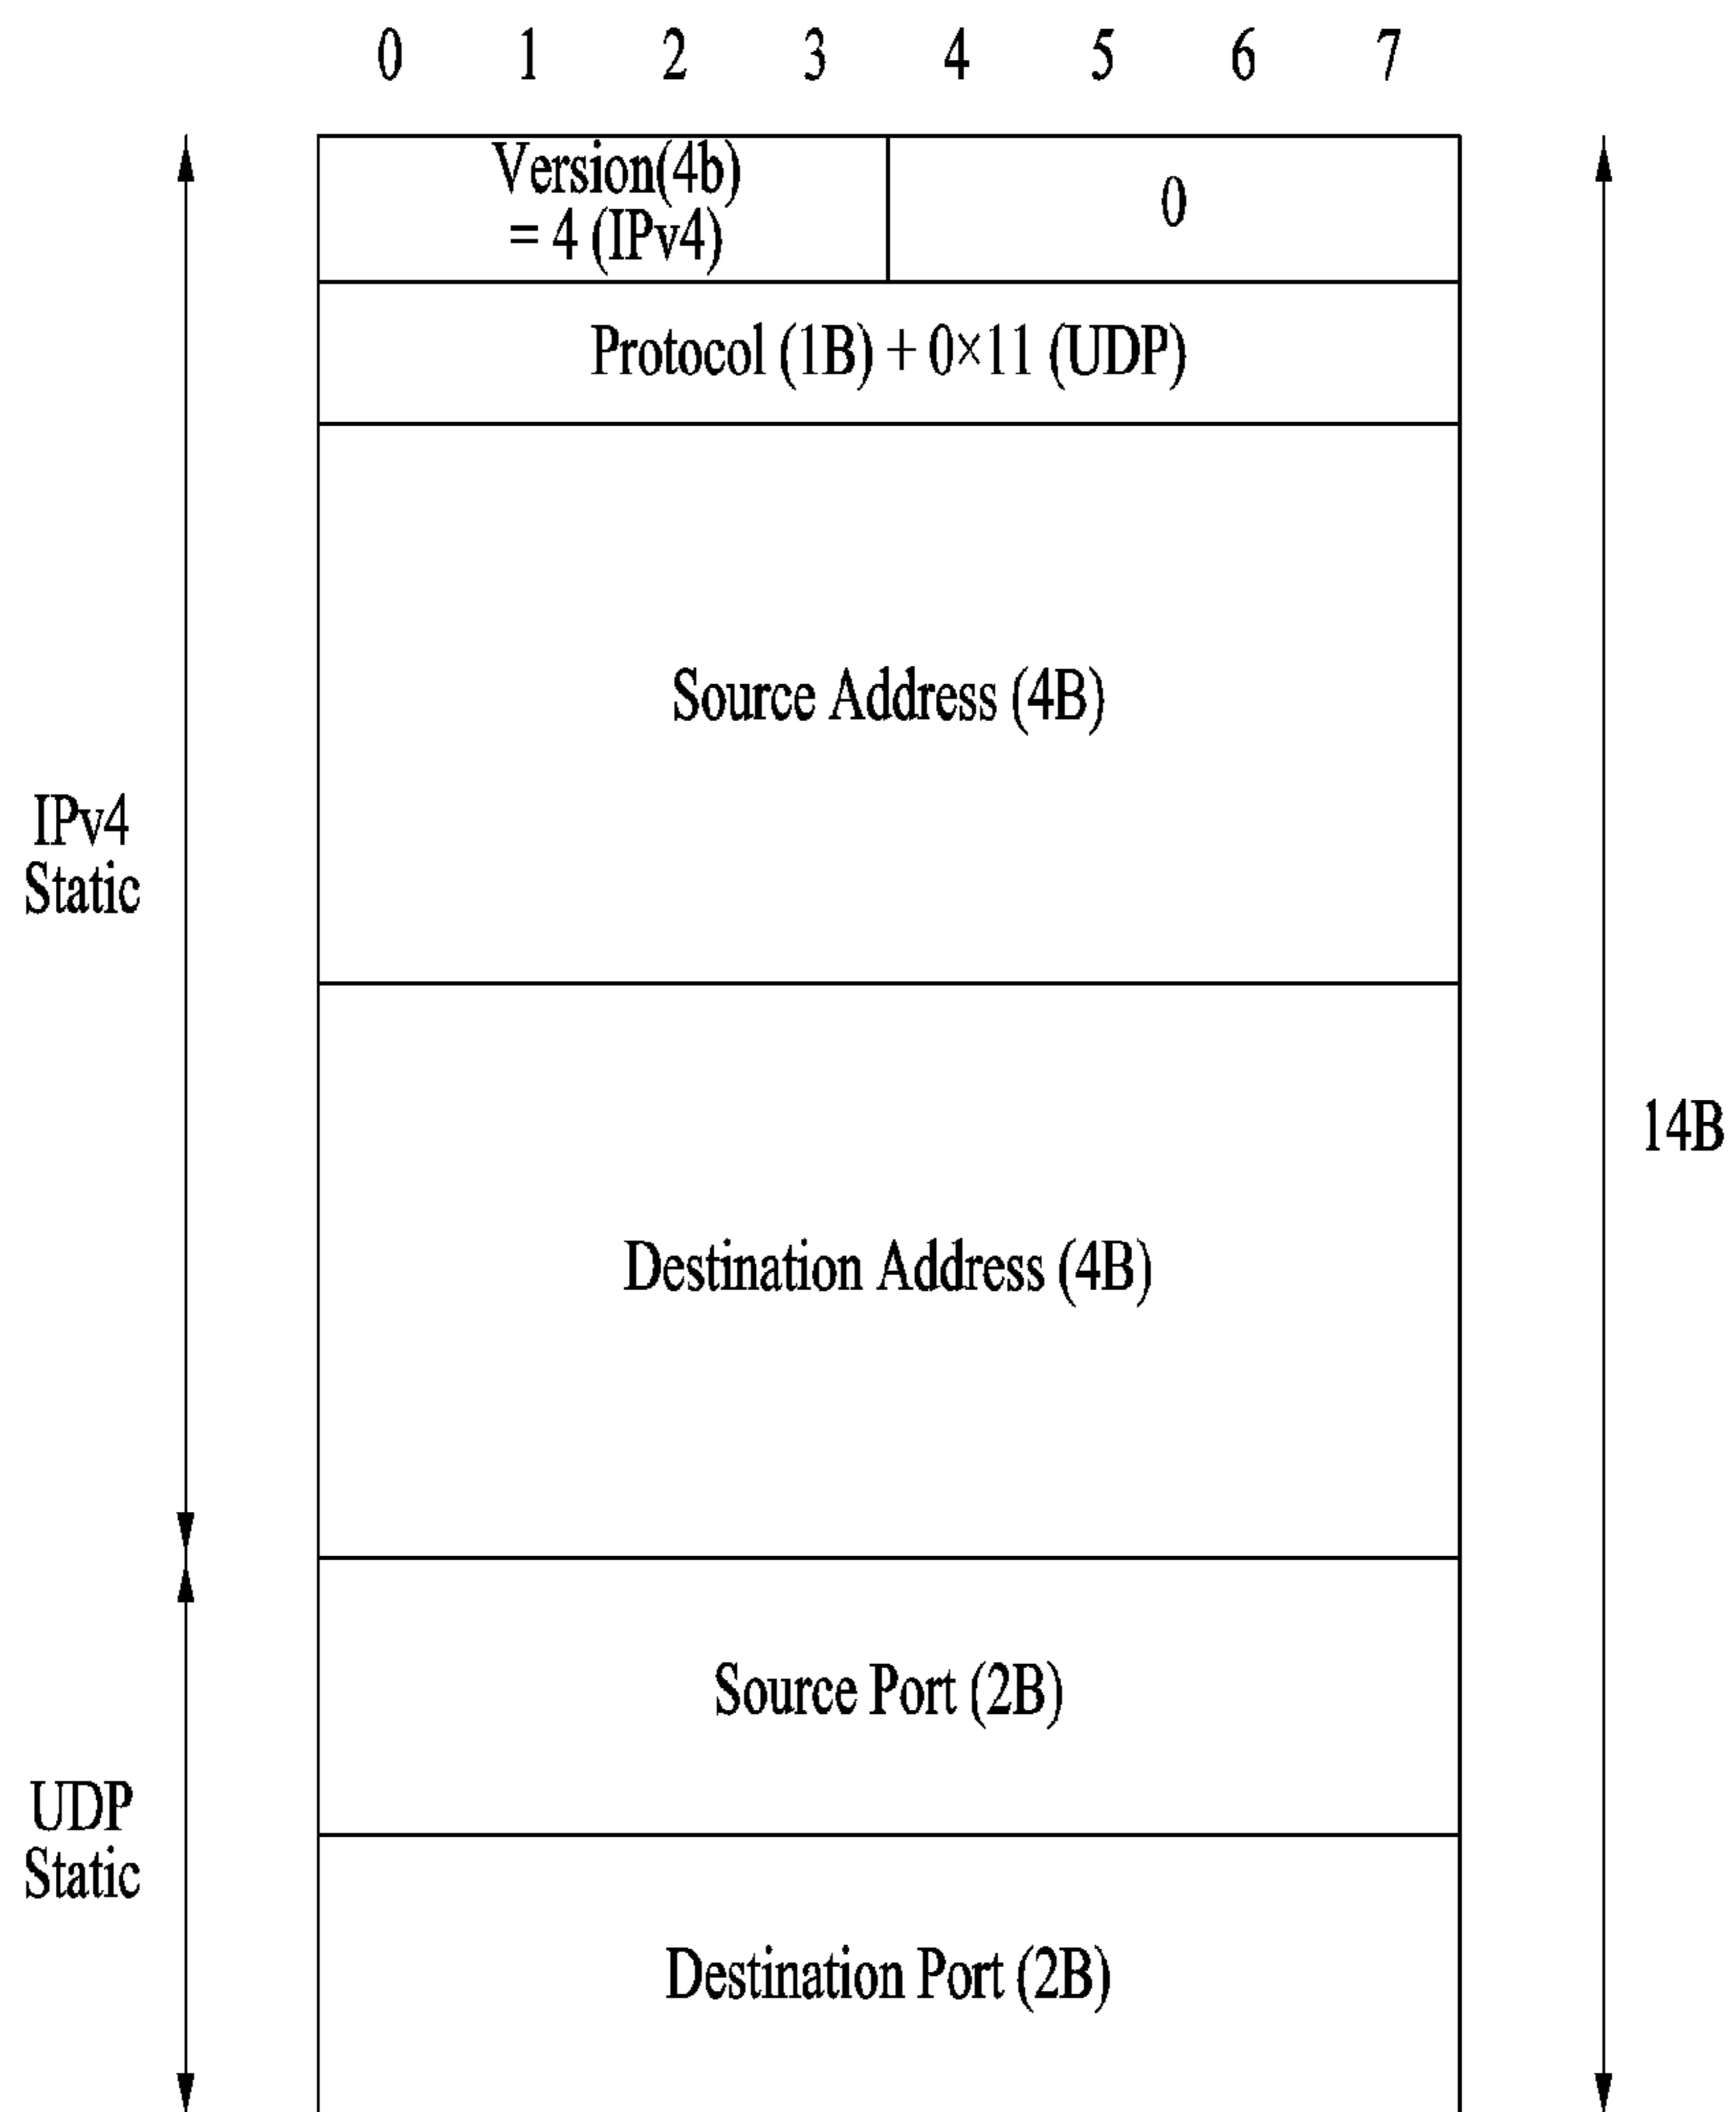 0 1 2 3 4 5 6 7
Version(4b)
= 4 (IPv4)
0
Protocol (1B) + 0×11 (UDP)
Source Address (4B)
IPv4
Static
Destination Address (4B)
14B
Source Port (2B)
UDP
Static
Destination Port (2B)